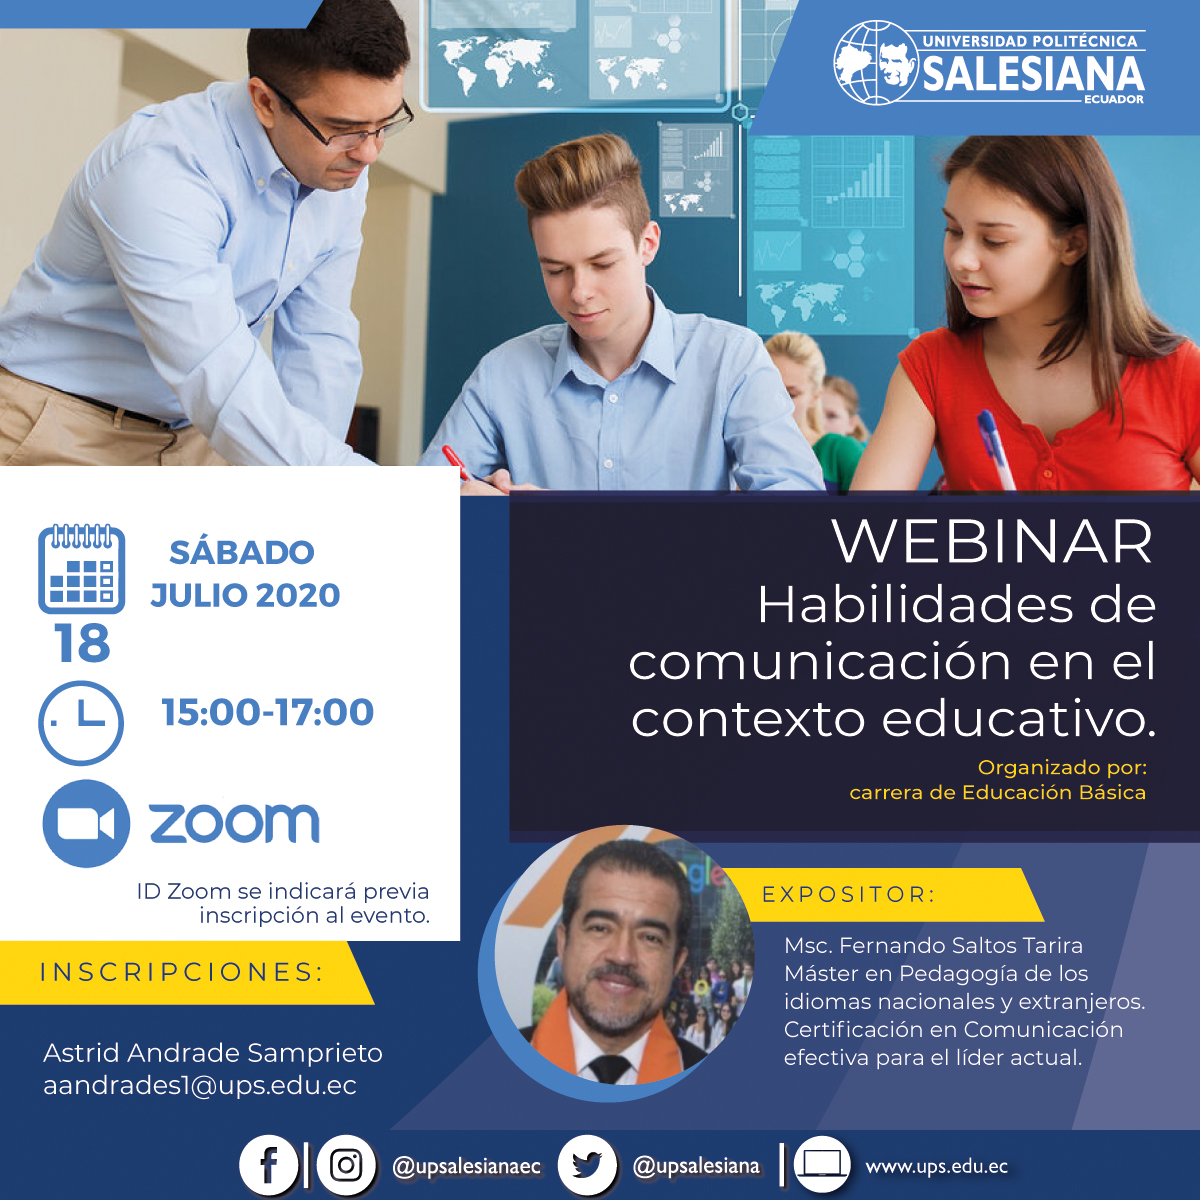 UNIVERSIDAD POLITÉCNICA
SALESIANA
ECUADOR
SÁBADO
JULIO 2020
18
15:00-17:00
zoom
ID Zoom se indicará previa
inscripción al evento.
WEBINAR
Habilidades de
comunicación en el
contexto educativo.
Organizado por:
carrera de Educación Básica
INSCRIPCIONES:
Astrid Andrade Samprieto
aandrades1@ups.edu.ec
EXPOSITOR:
Msc. Fernando Saltos Tarira
Máster en Pedagogía de los
idiomas nacionales y extranjeros.
Certificación en Comunicación
efectiva para el líder actual.
@upsalesianaec
@upsalesiana
www.ups.edu.ec